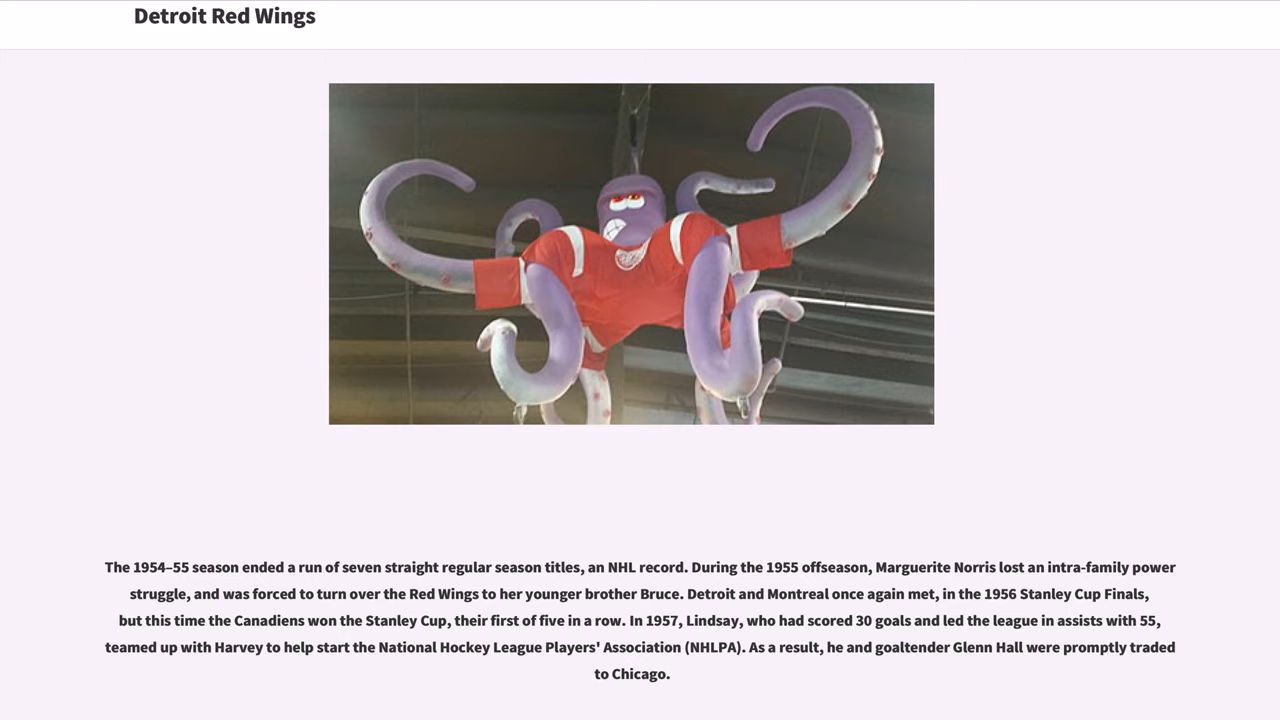 Detroit Red Wings
The 1954–55 season ended a run of seven straight regular season titles, an NHL record. During the 1955 offseason, Marguerite Norris lost an intra-family power
struggle, and was forced to turn over the Red Wings to her younger brother Bruce. Detroit and Montreal once again met, in the 1956 Stanley Cup Finals,
but this time the Canadiens won the Stanley Cup, their first of five in a row. In 1957, Lindsay, who had scored 30 goals and led the league in assists with 55,
teamed up with Harvey to help start the National Hockey League Players' Association (NHLPA). As a result, he and goaltender Glenn Hall were promptly traded
to Chicago.